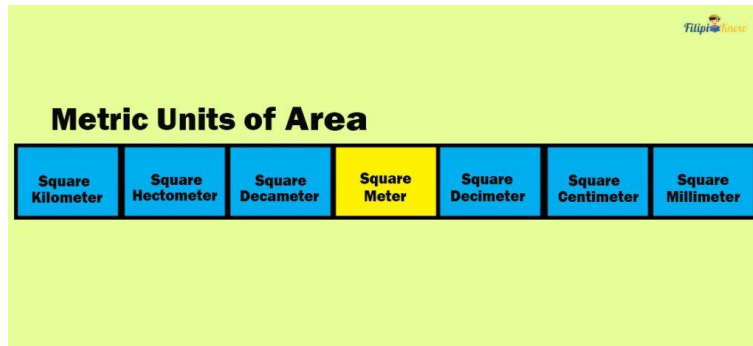 Filipiknow
Metric Units of Area
Square
Kilometer
Square
Hectometer
Square
Decameter
Square
Meter
Square
Decimeter
Square
Centimeter
Square
Millimeter